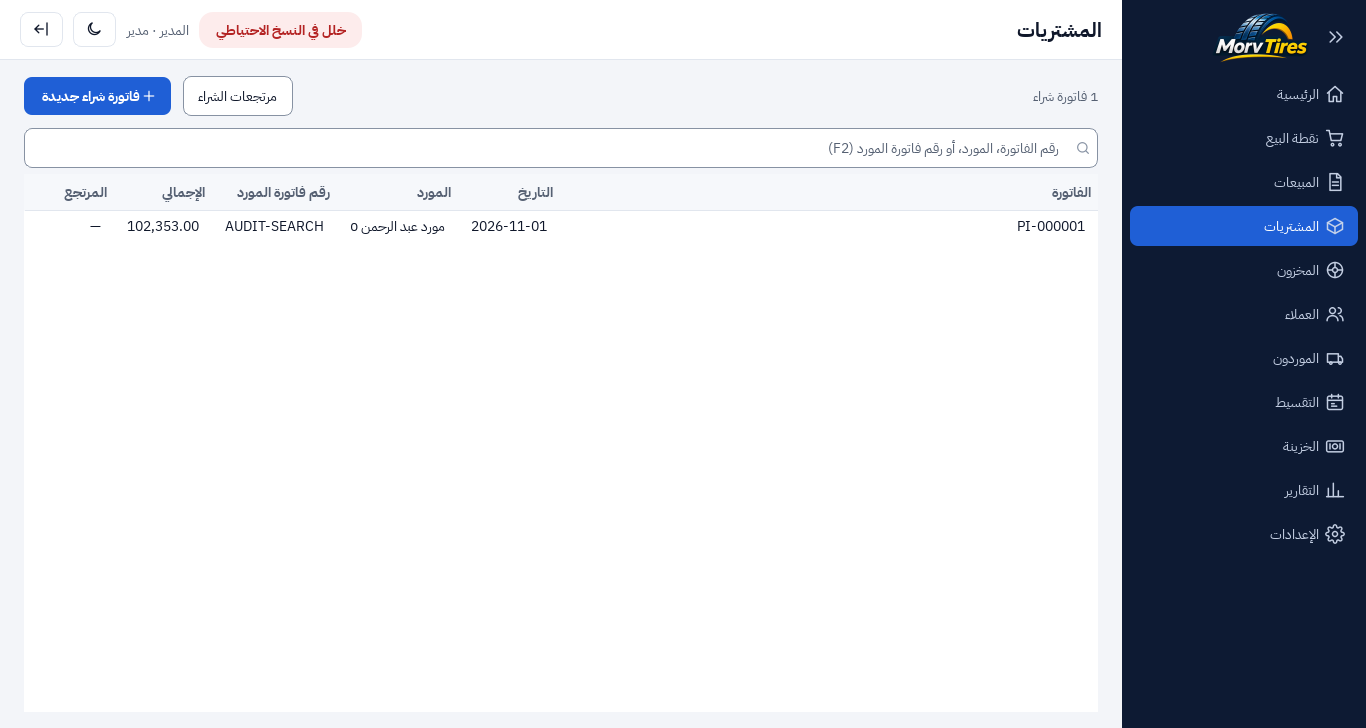 MorvTires
الرئيسية
نقطة البيع
المبيعات
المشتريات
المخزون
العملاء
الموردون
التقسيط
الخزينة
التقارير
الإعدادات
المشتريات
خلل في النسخ الاحتياطي
المدير · مدير
1 فاتورة شراء
مرتجعات الشراء
+ فاتورة شراء جديدة
رقم الفاتورة، المورد، أو رقم فاتورة المورد (F2)
الفاتورة التاريخ المورد رقم فاتورة المورد الإجمالي المرتجع
PI-000001 2026-11-01 مورد عبد الرحمن ٥ AUDIT-SEARCH 102,353.00 —